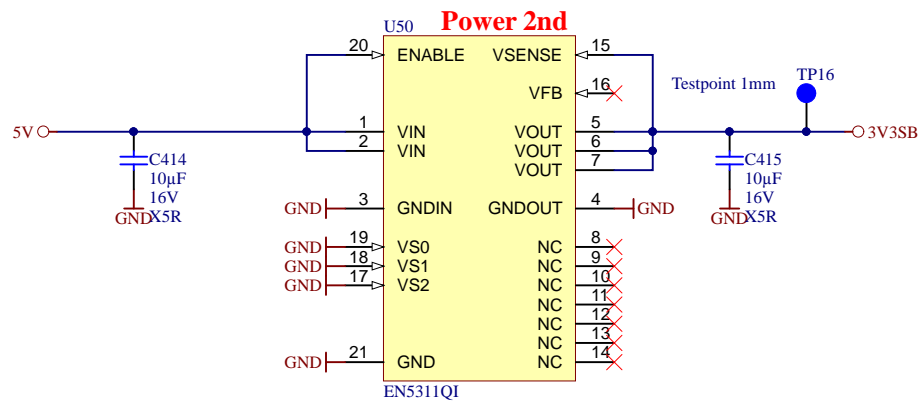 Power 2nd
U50
20 ENABLE VSENSE 15
VFB 16
Testpoint 1mm TP16
5V 1 VIN VOUT 5 3V3SB
2 VIN VOUT 6
VOUT 7
C414 C415
10µF 10µF
16V 16V
X5R X5R
GND GND
GND 3 GNDIN GNDOUT 4 GND
GND 19 VS0 NC 8
GND 18 VS1 NC 9
GND 17 VS2 NC 10
NC 11
NC 12
NC 13
GND 21 GND NC 14
EN5311QI